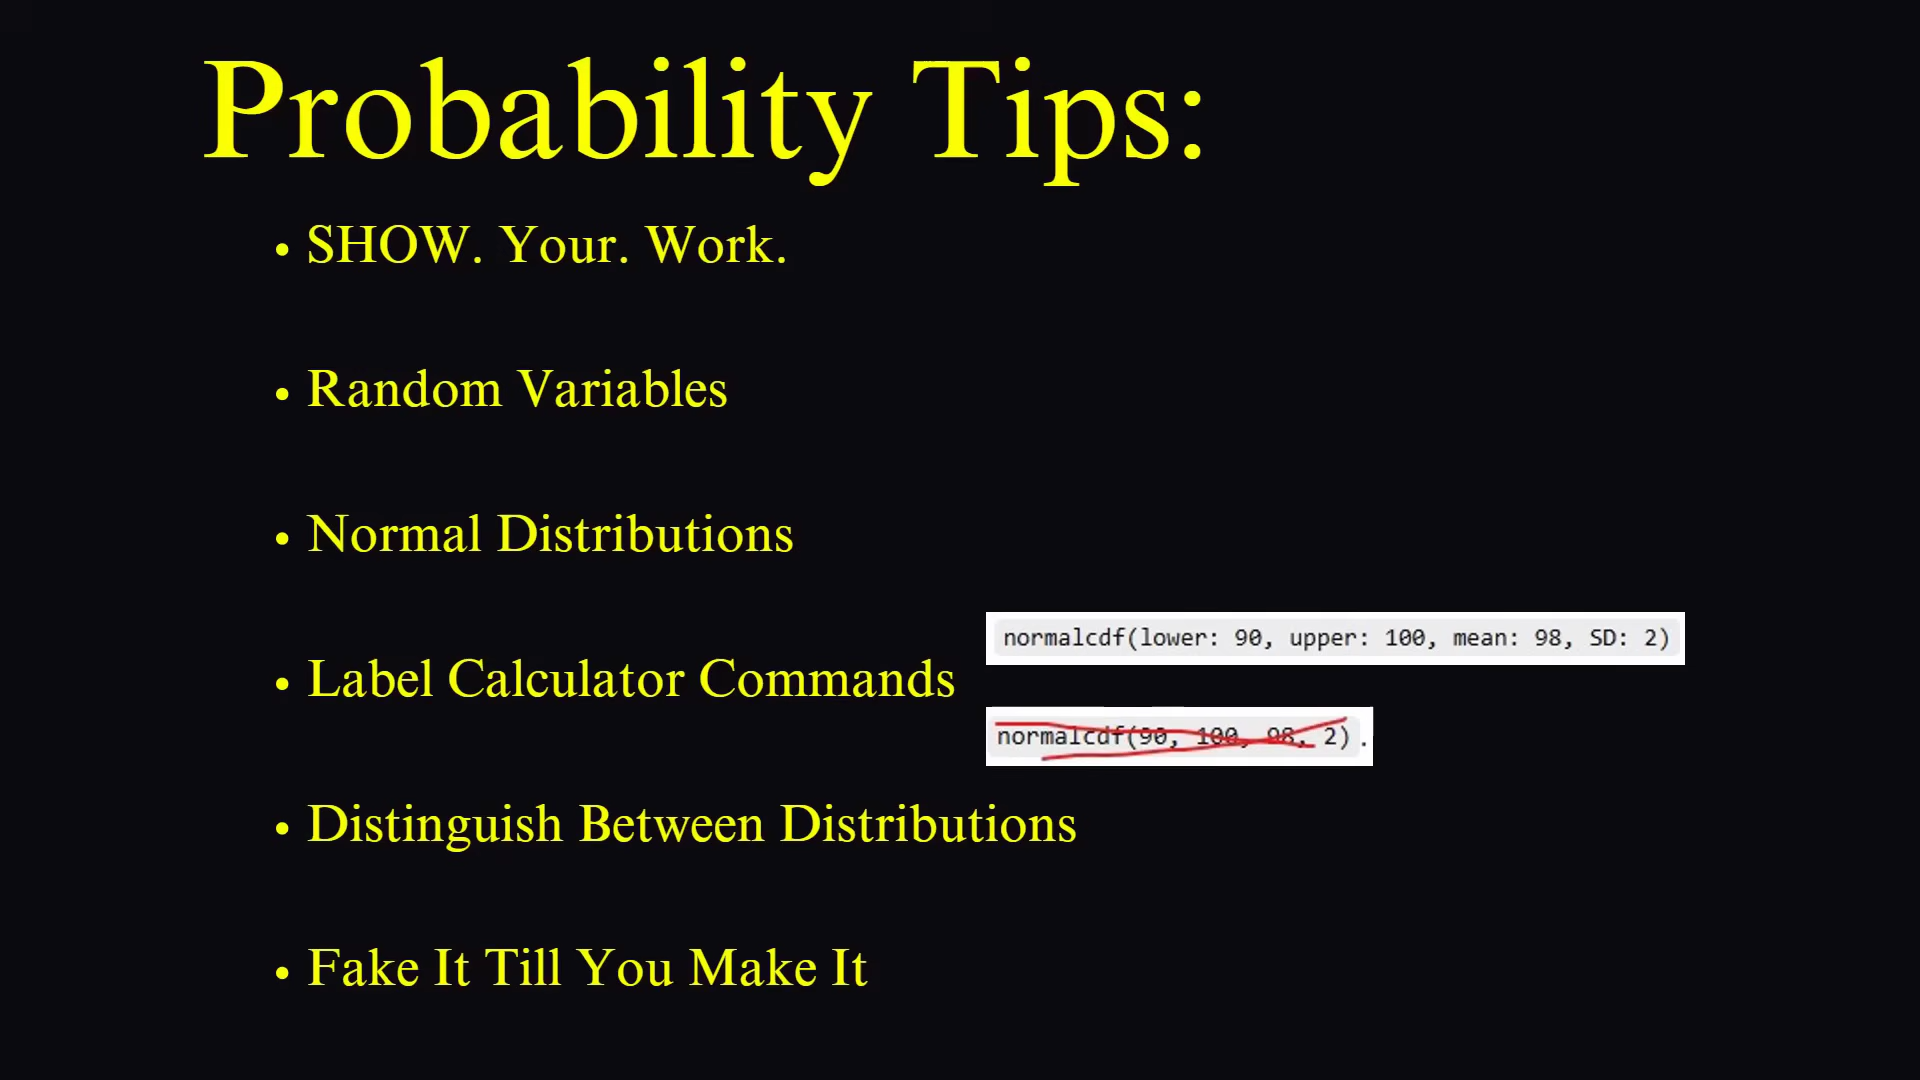 Probability Tips:
• SHOW. Your. Work.
• Random Variables
• Normal Distributions
normalcdf(lower: 90, upper: 100, mean: 98, SD: 2)
• Label Calculator Commands
normalcdf(90, 100, 98, 2).
• Distinguish Between Distributions
• Fake It Till You Make It